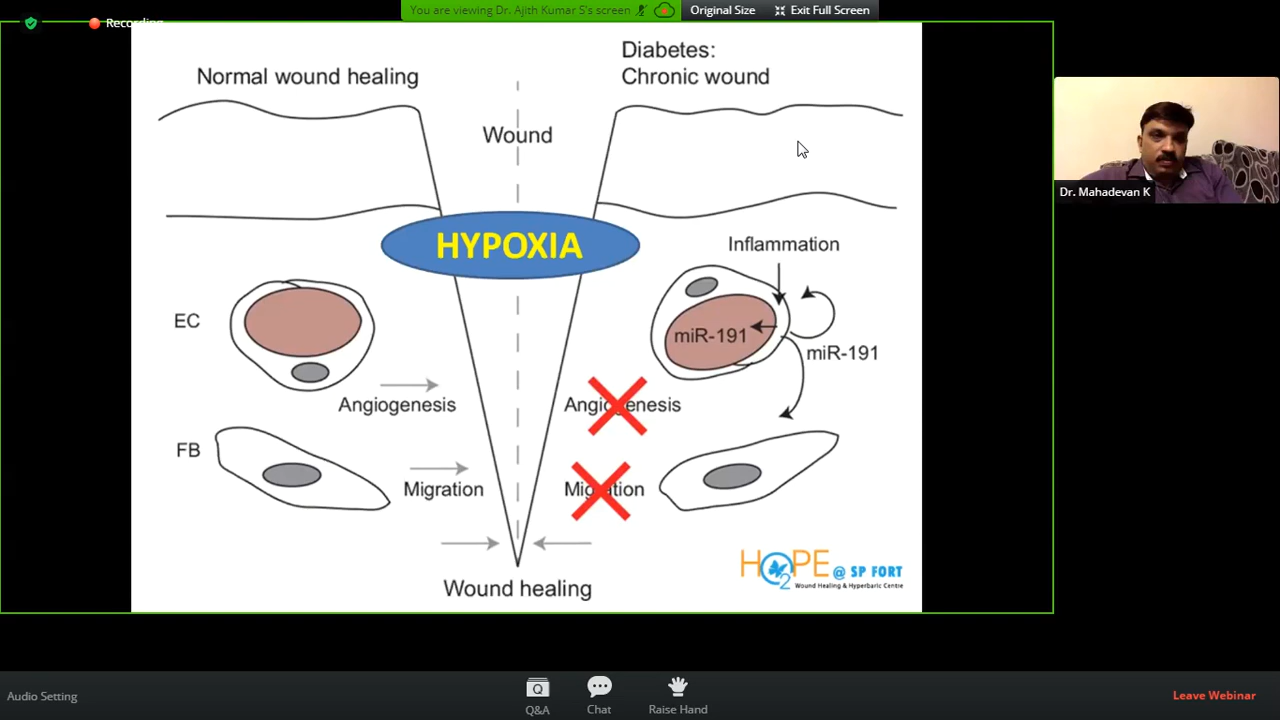 You are viewing Dr. Ajith Kumar S's screen
Original Size
Exit Full Screen
Recording
Normal wound healing
Diabetes:
Chronic wound
Wound
HYPOXIA
Inflammation
EC
miR-191
miR-191
Angiogenesis
Angiogenesis
FB
Migration
Migration
Wound healing
HOPE @ SP FORT
2
Wound Healing & Hyperbaric Centre
Dr. Mahadevan K
Audio Setting
Q
Q&A
Chat
Raise Hand
Leave Webinar